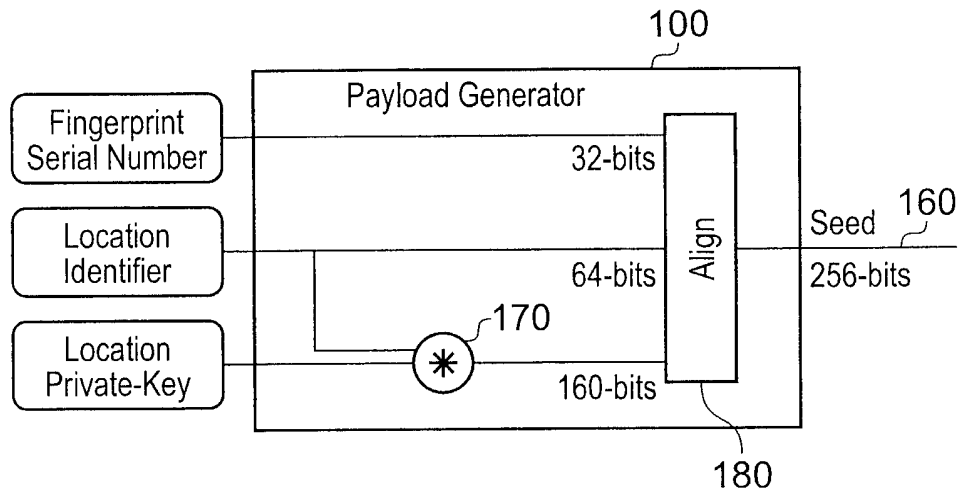 100
Payload Generator
Fingerprint
Serial Number
32-bits
Location
Identifier
64-bits
Align
Seed
160
256-bits
Location
Private-Key
170
*
160-bits
180